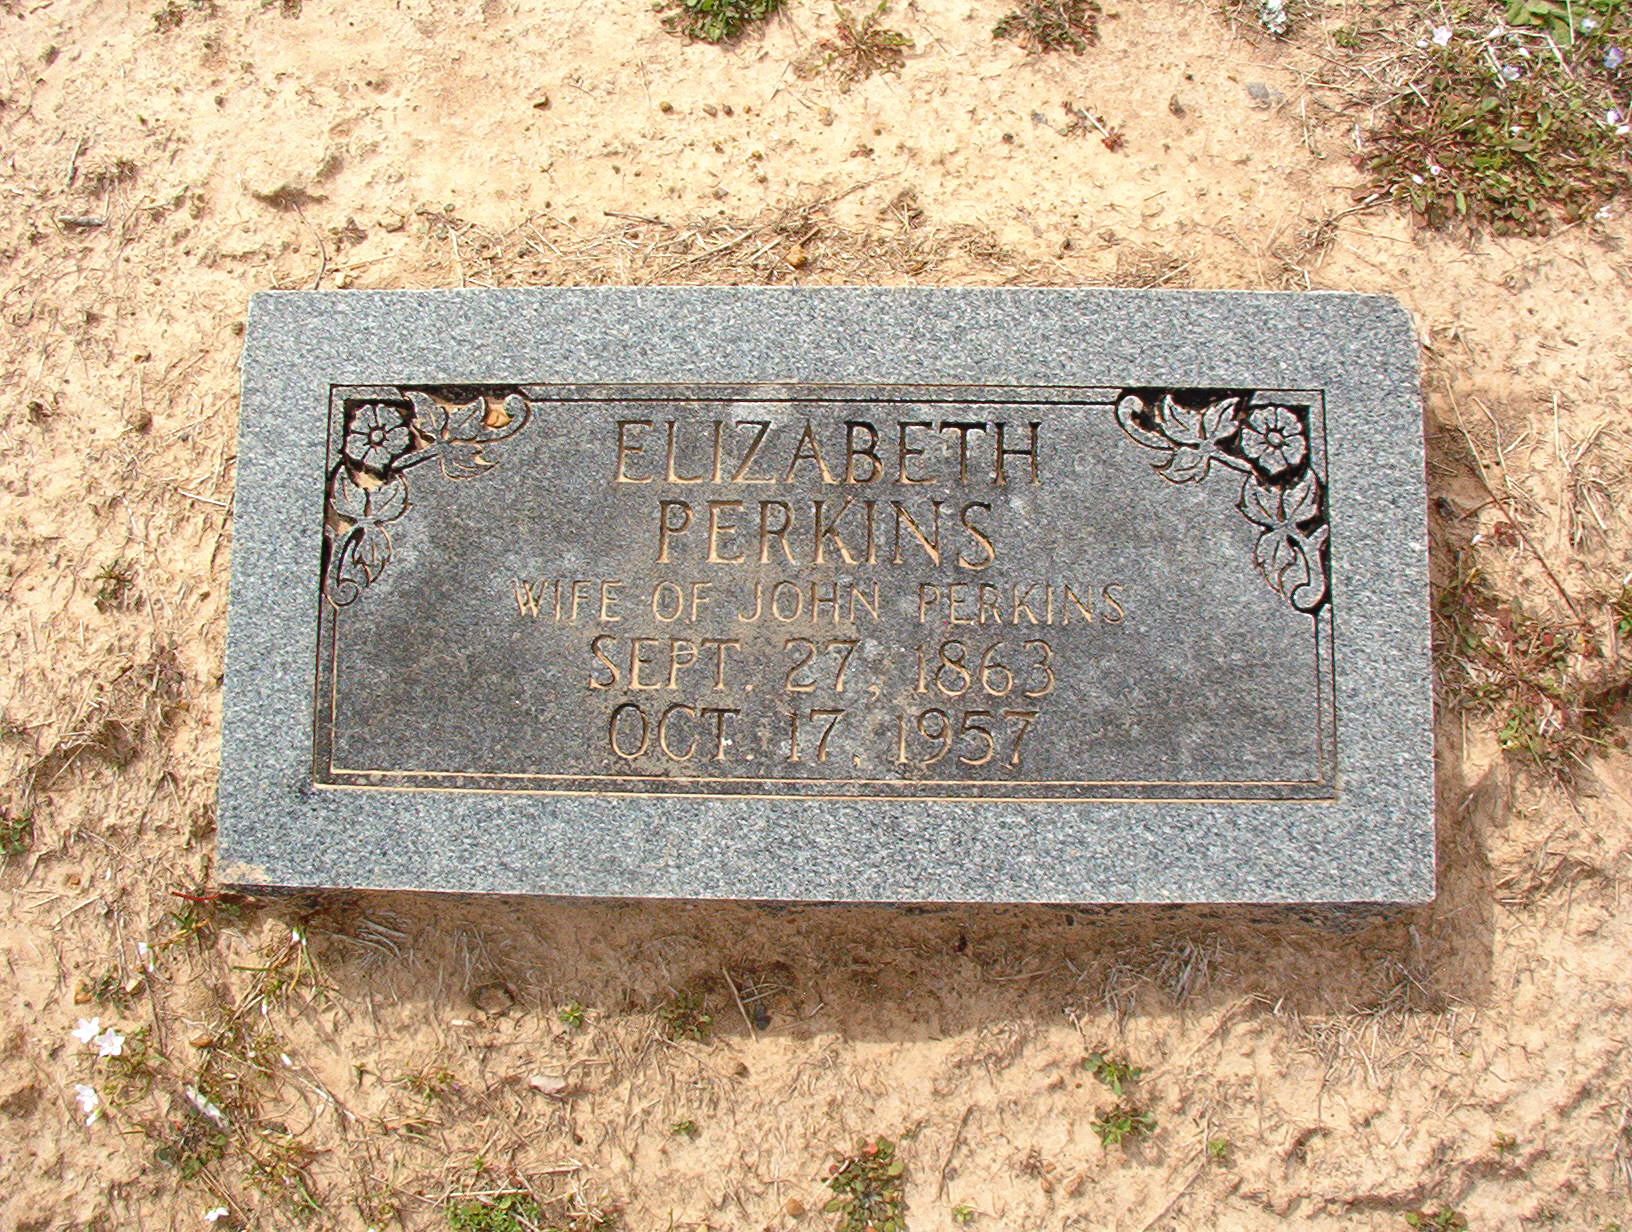 ELIZABETH
PERKINS
WIFE OF JOHN PERKINS
SEPT. 27, 1863
OCT. 17, 1957